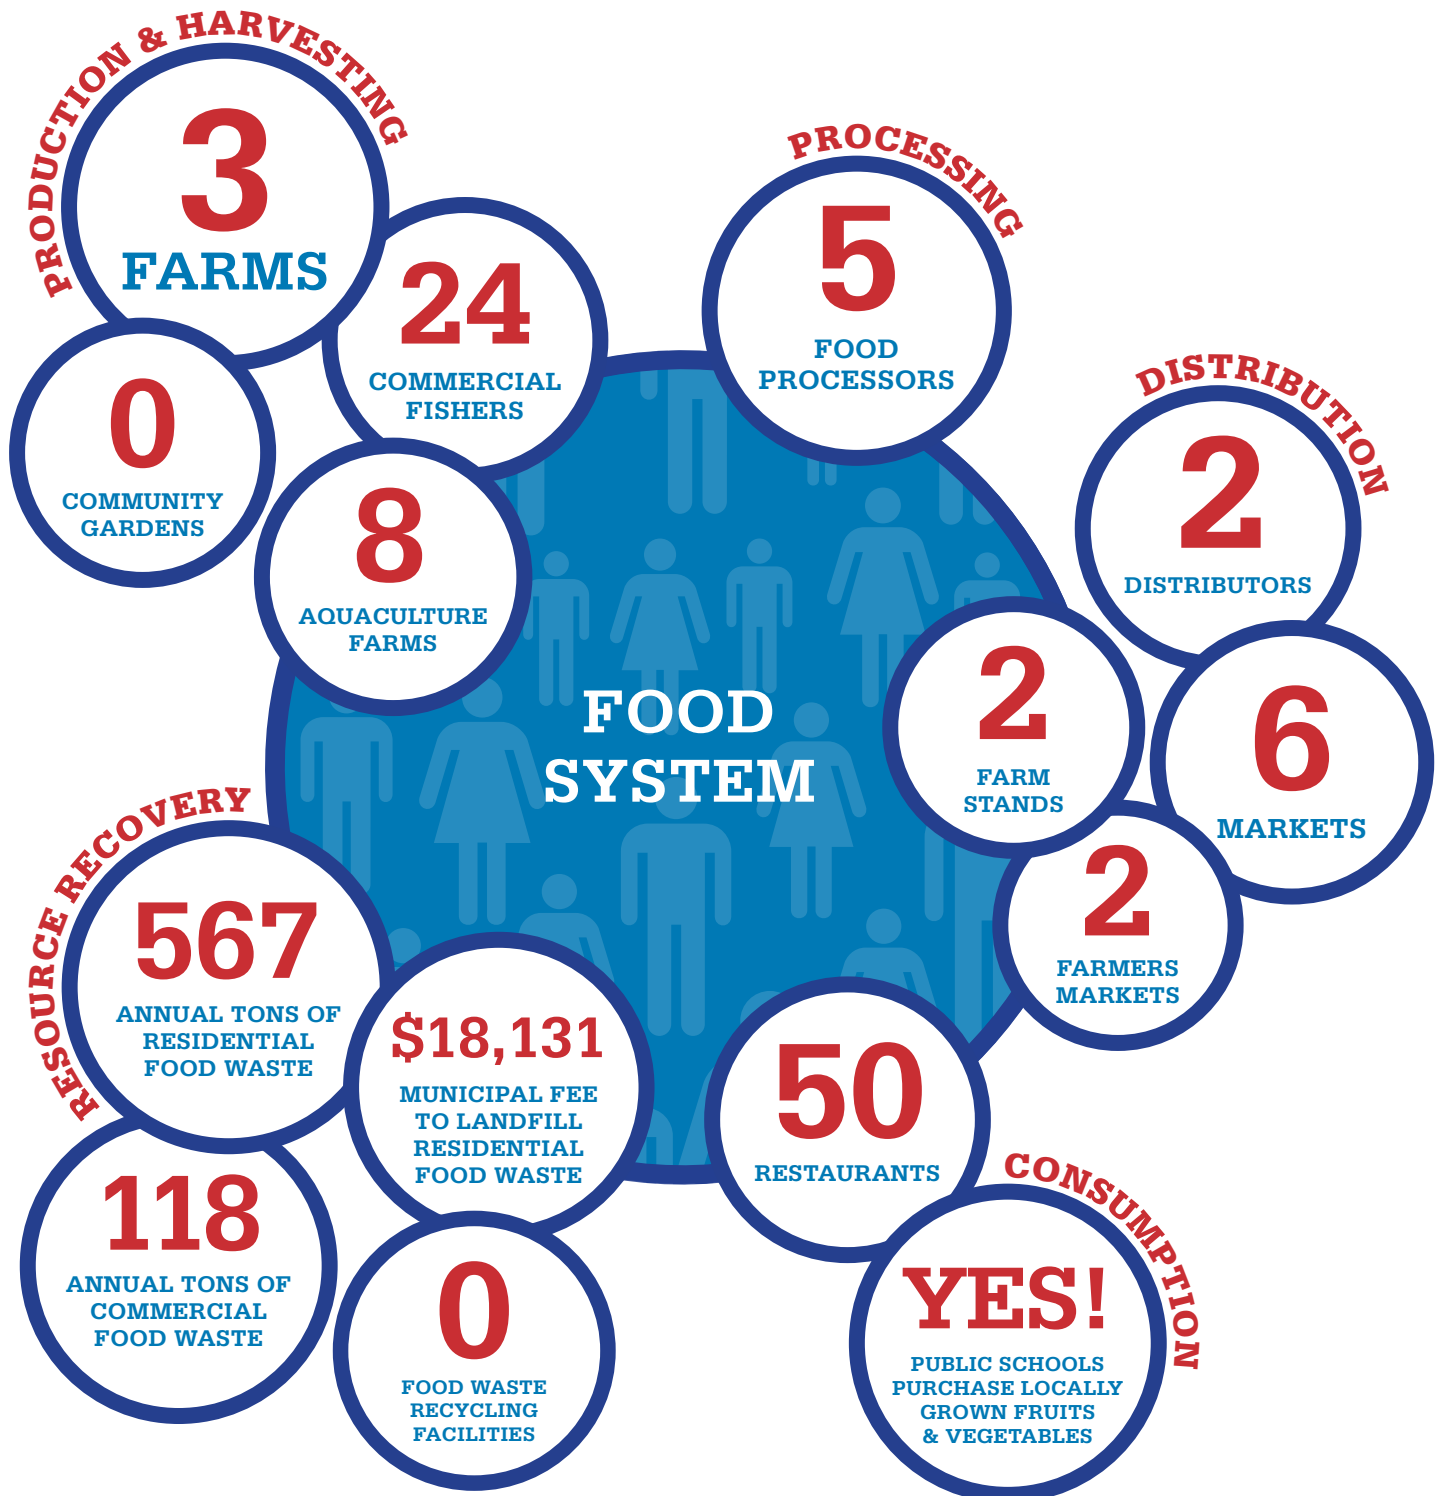 PRODUCTION & HARVESTING
3
FARMS
24
COMMERCIAL
FISHERS
0
COMMUNITY
GARDENS
8
AQUACULTURE
FARMS
PROCESSING
5
FOOD
PROCESSORS
DISTRIBUTION
2
DISTRIBUTORS
2
FARM
STANDS
6
MARKETS
2
FARMERS
MARKETS
FOOD
SYSTEM
RESOURCE RECOVERY
567
ANNUAL TONS OF
RESIDENTIAL
FOOD WASTE
$18,131
MUNICIPAL FEE
TO LANDFILL
RESIDENTIAL
FOOD WASTE
118
ANNUAL TONS OF
COMMERCIAL
FOOD WASTE
0
FOOD WASTE
RECYCLING
FACILITIES
50
RESTAURANTS
CONSUMPTION
YES!
PUBLIC SCHOOLS
PURCHASE LOCALLY
GROWN FRUITS
& VEGETABLES